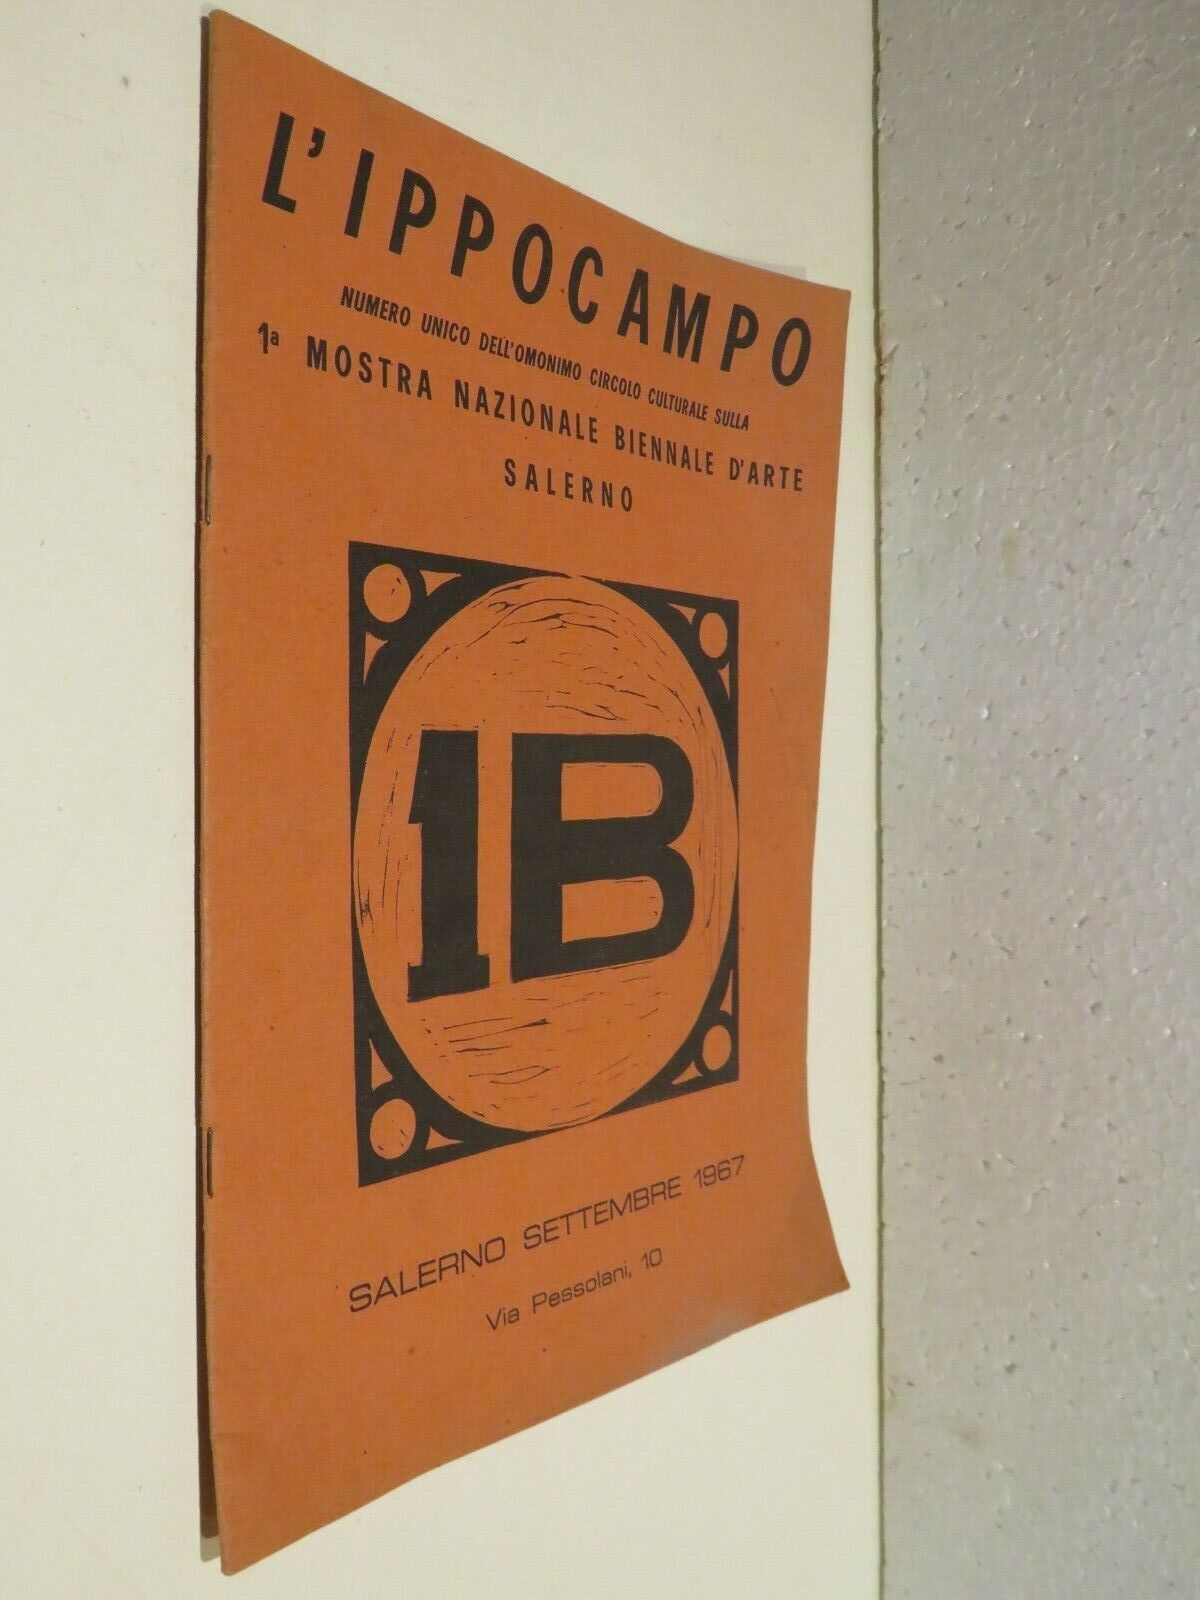 L'IPPOCAMPO
NUMERO UNICO DELL'OMONIMO CIRCOLO CULTURALE SULLA
1a MOSTRA NAZIONALE BIENNALE D'ARTE
SALERNO
1B
SALERNO SETTEMBRE 1967
Via Pessolani, 10